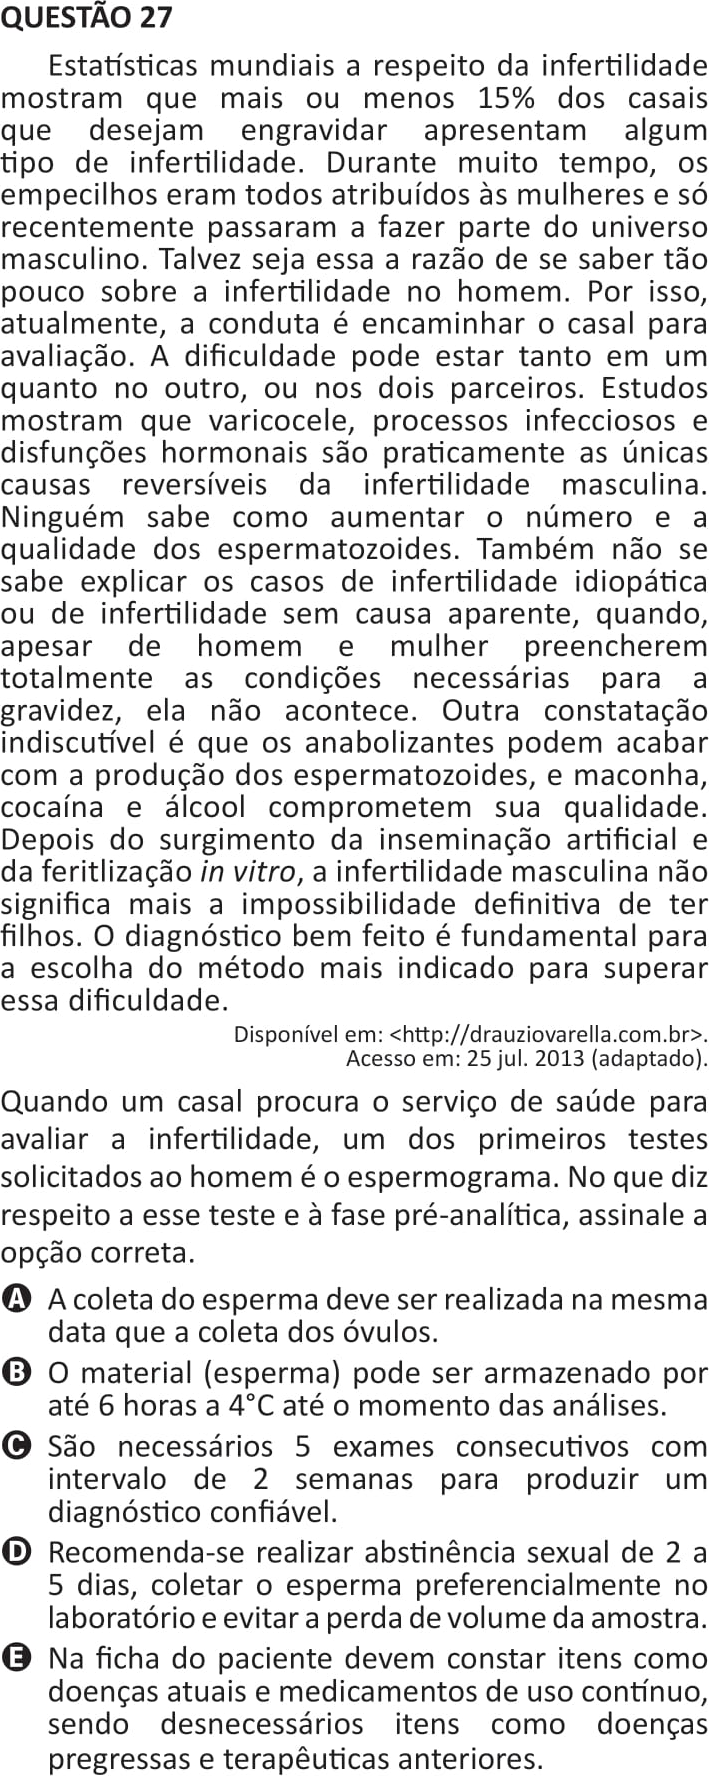 QUESTÃO 27
Estatísticas mundiais a respeito da infertilidade
mostram que mais ou menos 15% dos casais
que desejam engravidar apresentam algum
tipo de infertilidade. Durante muito tempo, os
empecilhos eram todos atribuídos às mulheres e só
recentemente passaram a fazer parte do universo
masculino. Talvez seja essa a razão de se saber tão
pouco sobre a infertilidade no homem. Por isso,
atualmente, a conduta é encaminhar o casal para
avaliação. A dificuldade pode estar tanto em um
quanto no outro, ou nos dois parceiros. Estudos
mostram que varicocele, processos infecciosos e
disfunções hormonais são praticamente as únicas
causas reversíveis da infertilidade masculina.
Ninguém sabe como aumentar o número e a
qualidade dos espermatozoides. Também não se
sabe explicar os casos de infertilidade idiopática
ou de infertilidade sem causa aparente, quando,
apesar de homem e mulher preencherem
totalmente as condições necessárias para a
gravidez, ela não acontece. Outra constatação
indiscutível é que os anabolizantes podem acabar
com a produção dos espermatozoides, e maconha,
cocaína e álcool comprometem sua qualidade.
Depois do surgimento da inseminação artificial e
da feritlização in vitro, a infertilidade masculina não
significa mais a impossibilidade definitiva de ter
filhos. O diagnóstico bem feito é fundamental para
a escolha do método mais indicado para superar
essa dificuldade.
Disponível em: <http://drauziovarella.com.br>.
Acesso em: 25 jul. 2013 (adaptado).
Quando um casal procura o serviço de saúde para
avaliar a infertilidade, um dos primeiros testes
solicitados ao homem é o espermograma. No que diz
respeito a esse teste e à fase pré-analítica, assinale a
opção correta.
A A coleta do esperma deve ser realizada na mesma
data que a coleta dos óvulos.
B O material (esperma) pode ser armazenado por
até 6 horas a 4°C até o momento das análises.
C São necessários 5 exames consecutivos com
intervalo de 2 semanas para produzir um
diagnóstico confiável.
D Recomenda-se realizar abstinência sexual de 2 a
5 dias, coletar o esperma preferencialmente no
laboratório e evitar a perda de volume da amostra.
E Na ficha do paciente devem constar itens como
doenças atuais e medicamentos de uso contínuo,
sendo desnecessários itens como doenças
pregressas e terapêuticas anteriores.